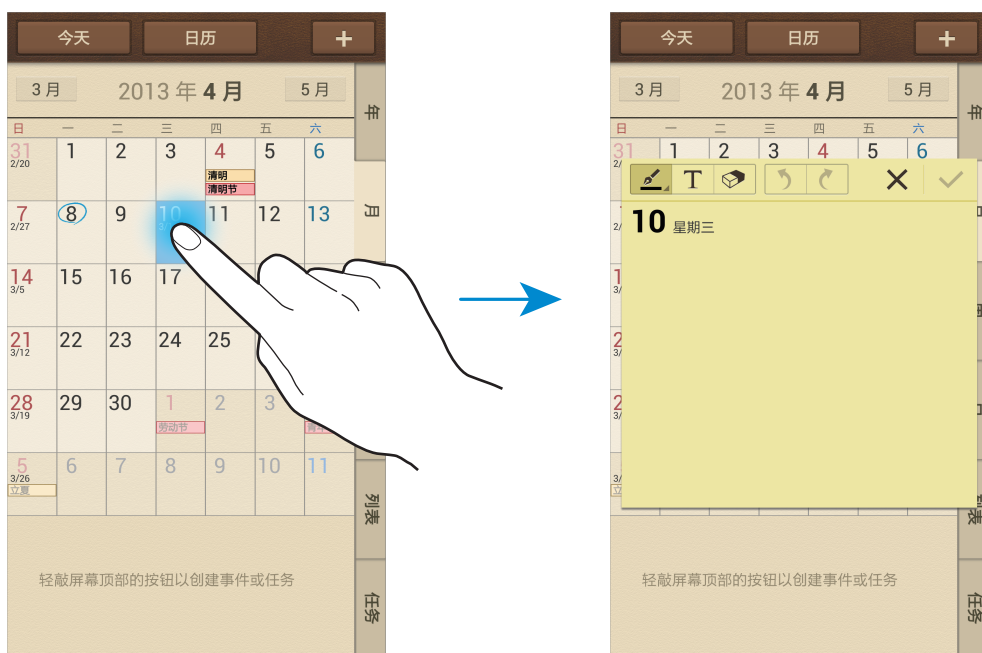 今天 日历 +
3 月 2013 年 4 月 5 月
年
日 一 二 三 四 五 六
31 1 2 3 4 5 6
2/20
清明
清明节
7 8 9 10 11 12 13
2/27
月
14 15 16 17
3/5
21 22 23 24 25
3/12
28 29 30 1 2 3
3/19
劳动节
5 6 7 8 9 10 11
3/26
立夏
列表
轻敲屏幕顶部的按钮以创建事件或任务
任务
今天 日历 +
3 月 2013 年 4 月 5 月
年
日 一 二 三 四 五 六
31 1 2 3 4 5 6
T
10 星期三
轻敲屏幕顶部的按钮以创建事件或任务
任务